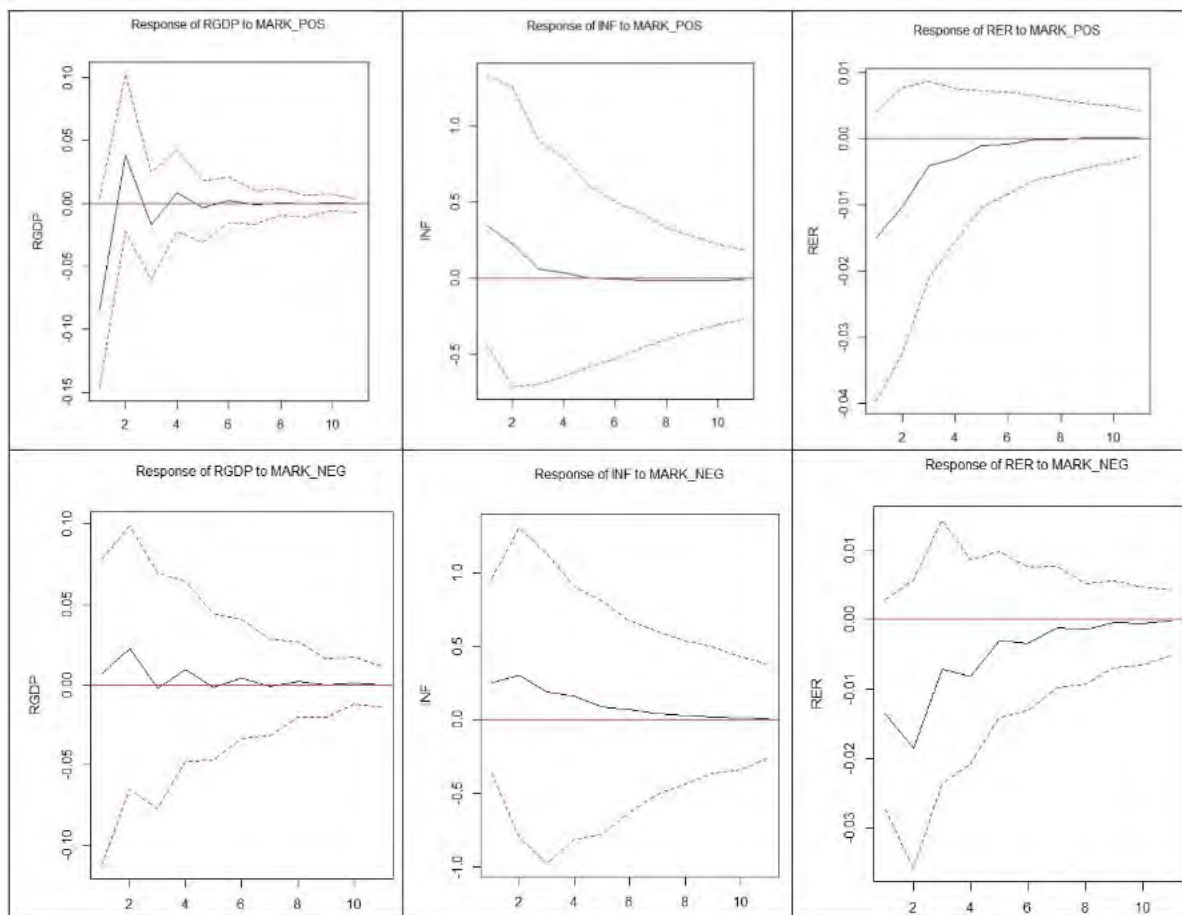 Response of RGDP to MARK_POS
RGDP
0.10
0.05
0.00
-0.05
-0.10
-0.15
2 4 6 8 10
Response of INF to MARK_POS
INF
1.0
0.5
0.0
-0.5
2 4 6 8 10
Response of RER to MARK_POS
RER
0.01
0.00
-0.01
-0.02
-0.03
-0.04
2 4 6 8 10
Response of RGDP to MARK_NEG
RGDP
0.10
0.05
0.00
-0.05
-0.10
2 4 6 8 10
Response of INF to MARK_NEG
INF
1.0
0.5
0.0
-0.5
-1.0
2 4 6 8 10
Response of RER to MARK_NEG
RER
0.01
0.00
-0.01
-0.02
-0.03
2 4 6 8 10